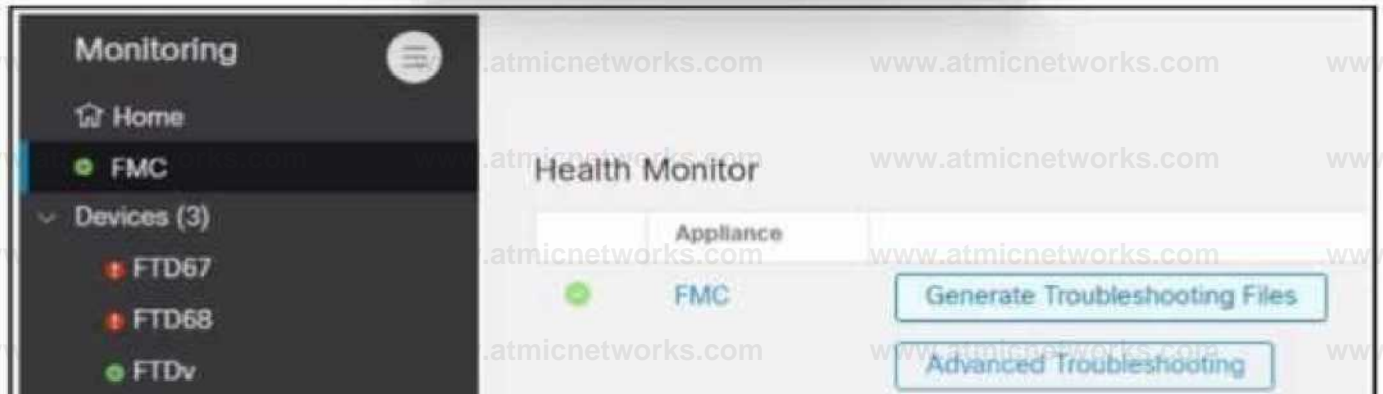 Monitoring
Home
FMC
Devices (3)
FTD67
FTD68
FTDv
www.atmicnetworks.com
Health Monitor
Appliance
FMC
Generate Troubleshooting Files
Advanced Troubleshooting